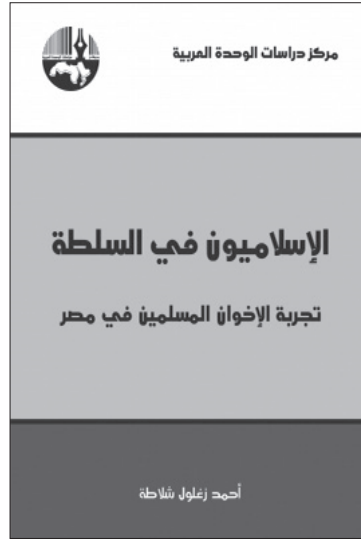 مركز دراسات الوحدة العربية
الإسلاميون في السلطة
تجربة الإخوان المسلمين في مصر
أحمد زغلول شلاطة